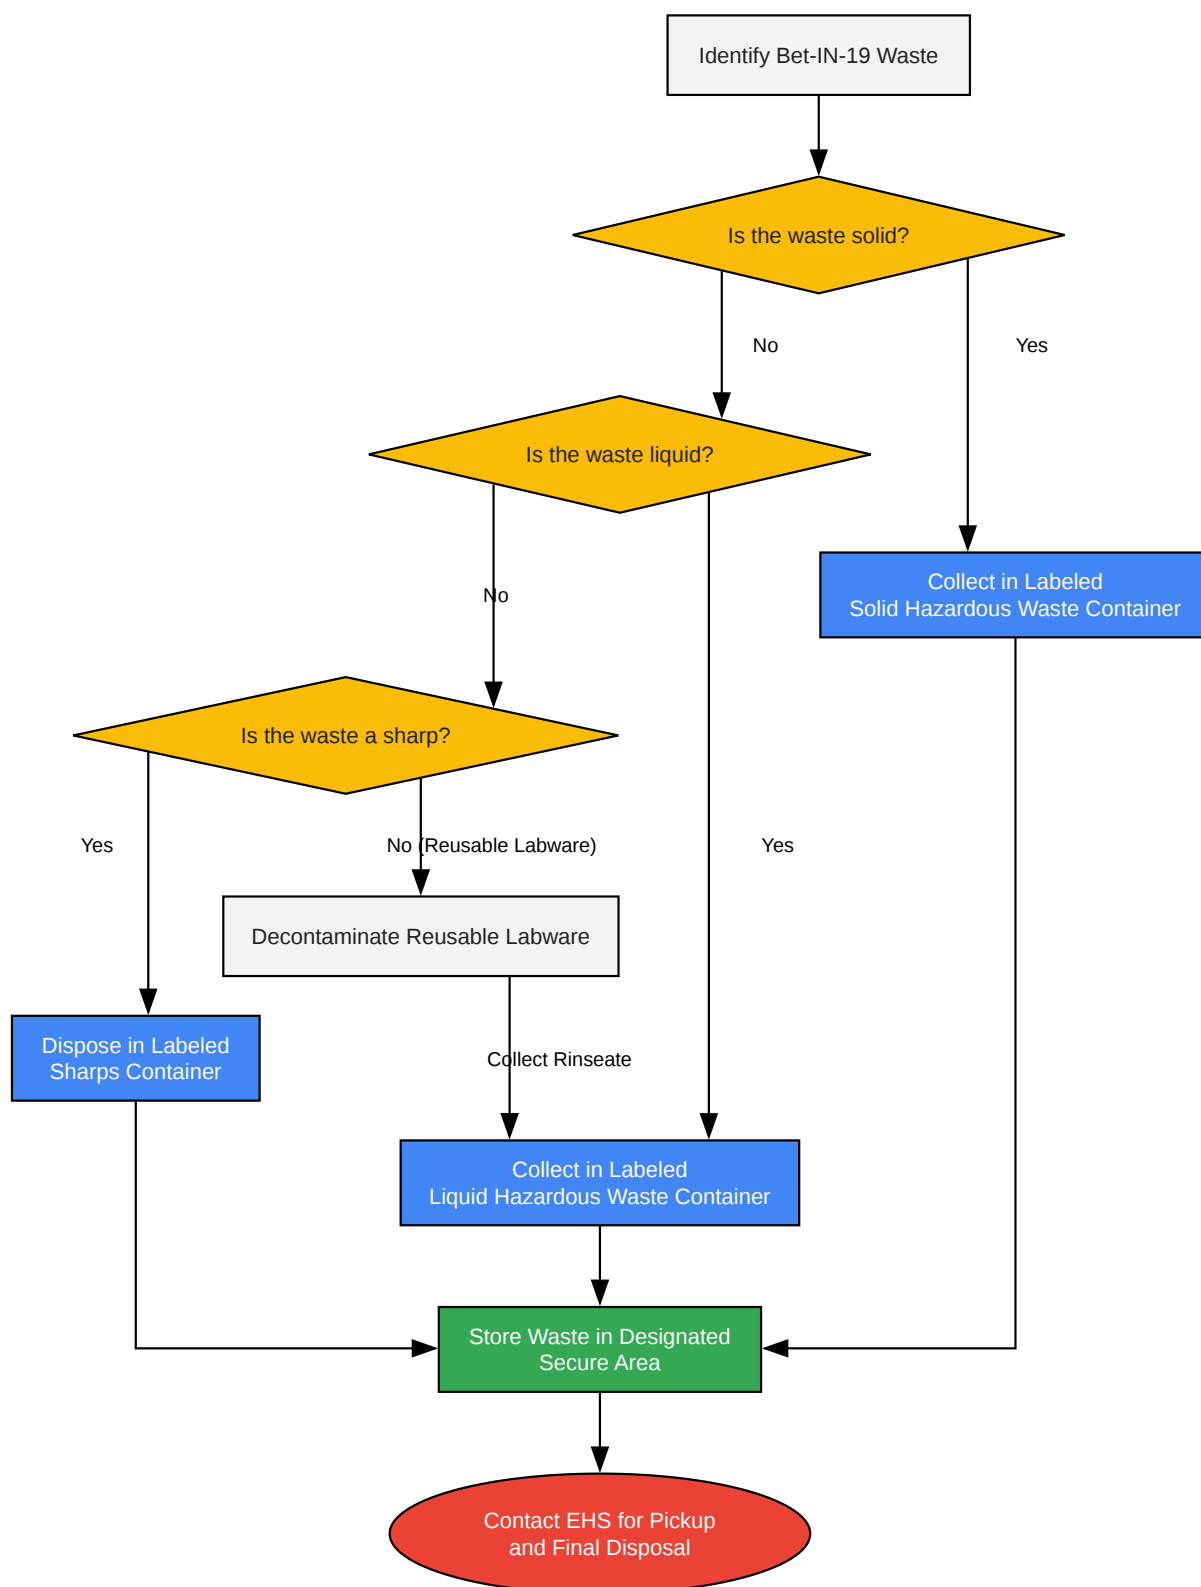 Identify Bet-IN-19 Waste
Is the waste solid?
No
Yes
Is the waste liquid?
Collect in Labeled
Solid Hazardous Waste Container
No
Is the waste a sharp?
Yes
No (Reusable Labware)
Yes
Decontaminate Reusable Labware
Dispose in Labeled
Sharps Container
Collect Rinseate
Collect in Labeled
Liquid Hazardous Waste Container
Store Waste in Designated
Secure Area
Contact EHS for Pickup
and Final Disposal